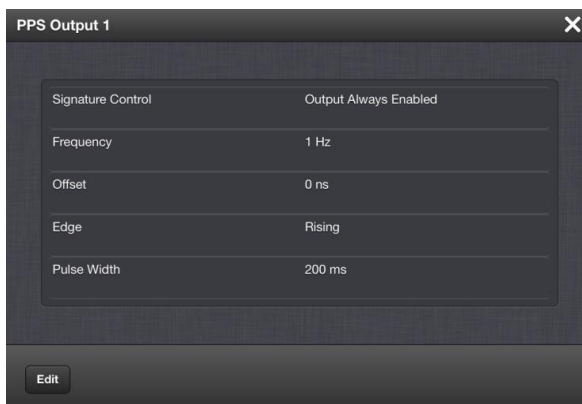 PPS Output 1
Signature Control Output Always Enabled
Frequency 1 Hz
Offset 0 ns
Edge Rising
Pulse Width 200 ms
Edit